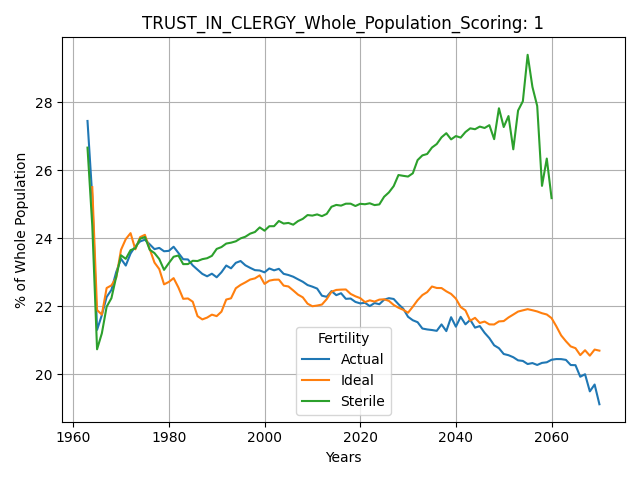 TRUST_IN_CLERGY_Whole_Population_Scoring: 1
% of Whole Population
28
26
24
22
20
Fertility
Actual
Ideal
Sterile
1960
1980
2000
2020
2040
2060
Years